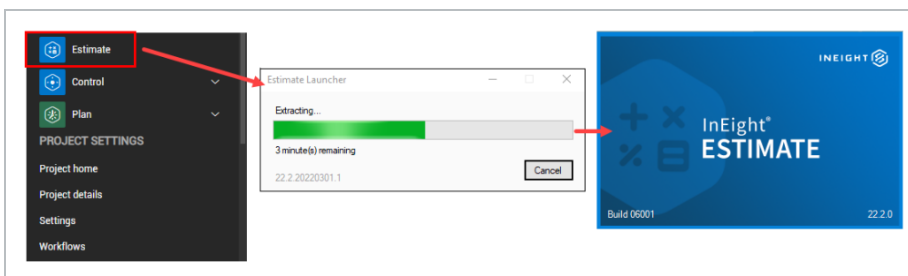 Estimate
Control
Plan
PROJECT SETTINGS
Project home
Project details
Settings
Workflows
Estimate Launcher
Extracting...
3 minute(s) remaining
22.2.20220301.1
Cancel
INEIGHT
InEight®
ESTIMATE
Build 06001
22.2.0